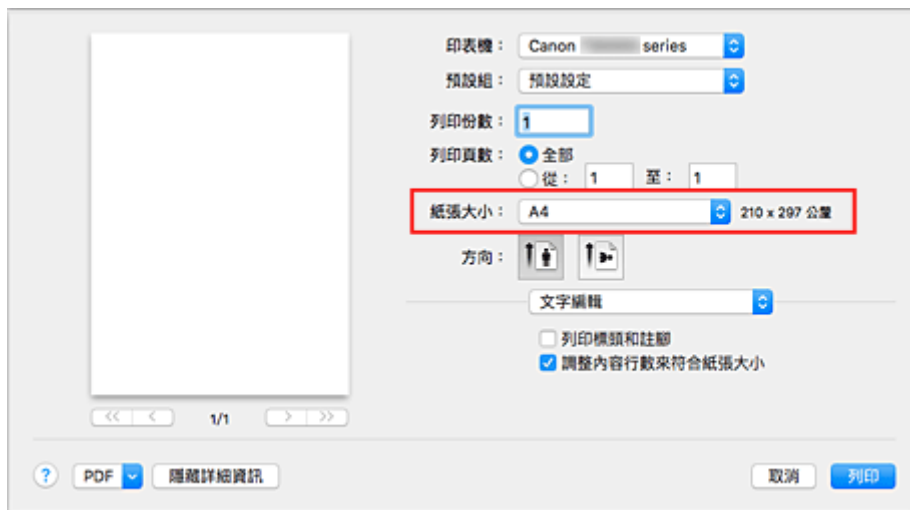 印表機： Canon series
預設組： 預設設定
列印份數： 1
列印頁數： 全部
從： 1 至： 1
紙張大小： A4 210 x 297 公釐
方向：
文字編輯
列印標頭和註腳
調整內容行數來符合紙張大小
<< < 1/1 > >>
? PDF 隱藏詳細資訊 取消 列印